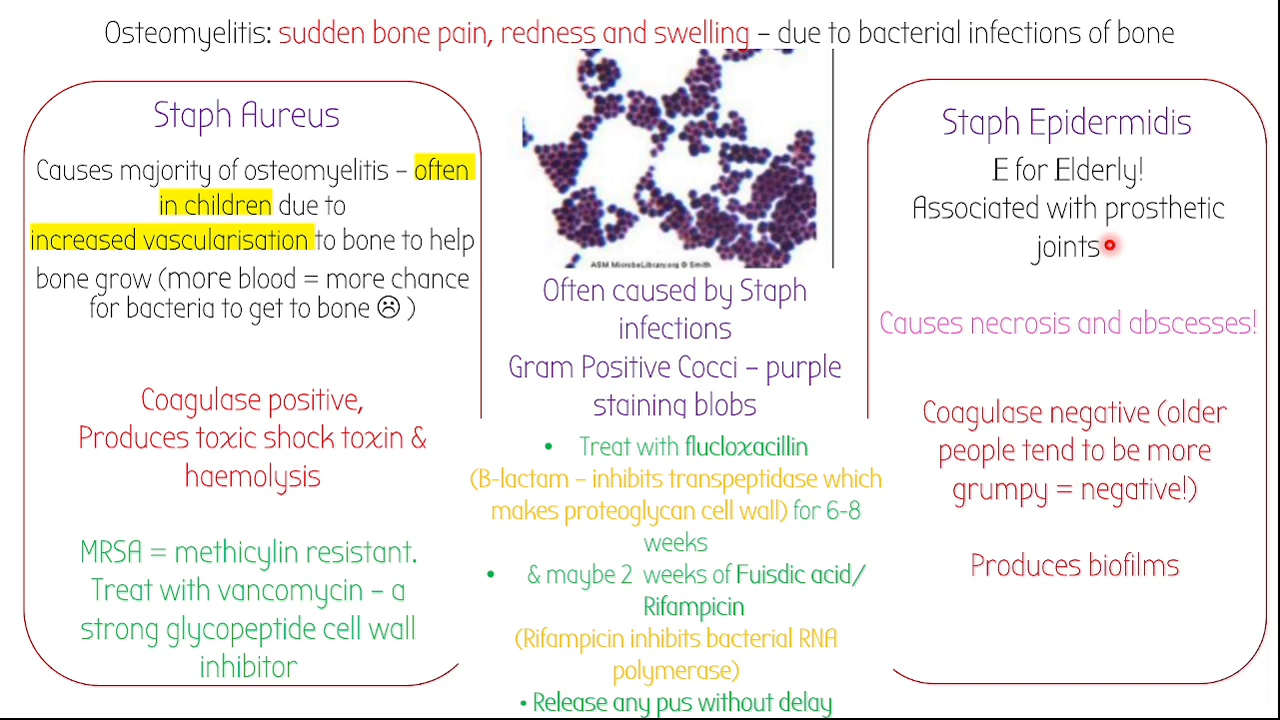 Osteomyelitis: sudden bone pain, redness and swelling – due to bacterial infections of bone
Staph Aureus
Causes majority of osteomyelitis – often
in children due to
increased vascularisation to bone to help
bone grow (more blood = more chance
for bacteria to get to bone ☹ )
Coagulase positive,
Produces toxic shock toxin &
haemolysis
MRSA = methicylin resistant.
Treat with vancomycin – a
strong glycopeptide cell wall
inhibitor
ASM MicrobeLibrary.org © Smith
Often caused by Staph
infections
Gram Positive Cocci – purple
staining blobs
• Treat with flucloxacillin
(B-lactam – inhibits transpeptidase which
makes proteoglycan cell wall) for 6-8
weeks
• & maybe 2 weeks of Fuisdic acid/
Rifampicin
(Rifampicin inhibits bacterial RNA
polymerase)
• Release any pus without delay
Staph Epidermidis
E for Elderly!
Associated with prosthetic
joints
Causes necrosis and abscesses!
Coagulase negative (older
people tend to be more
grumpy = negative!)
Produces biofilms